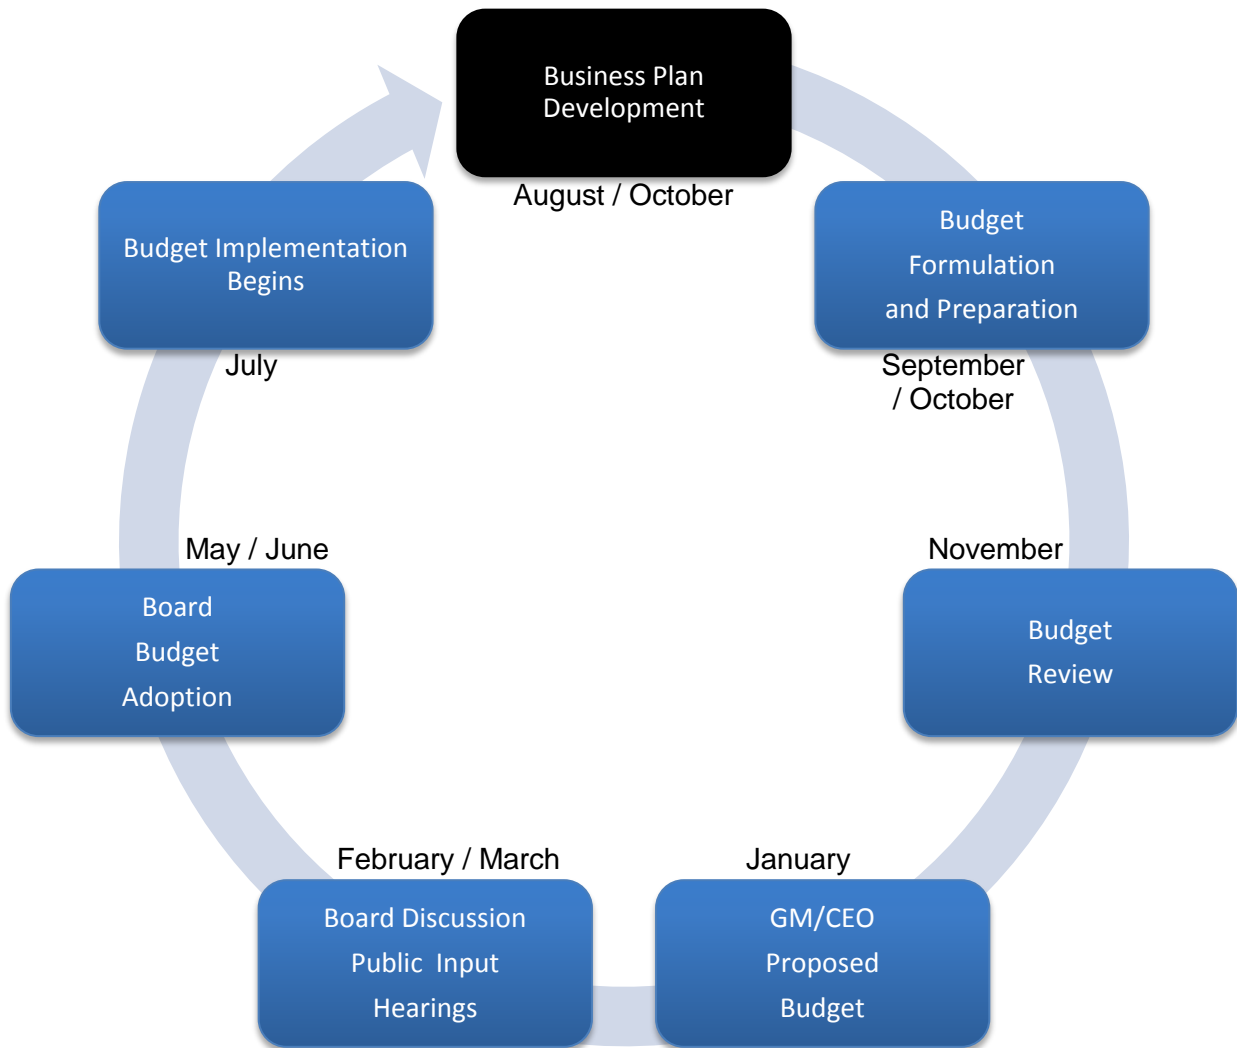 Business Plan
Development
August / October
Budget
Formulation
and Preparation
September
/ October
November
Budget
Review
January
GM/CEO
Proposed
Budget
February / March
Board Discussion
Public  Input
Hearings
May / June
Board
Budget
Adoption
Budget Implementation
Begins
July